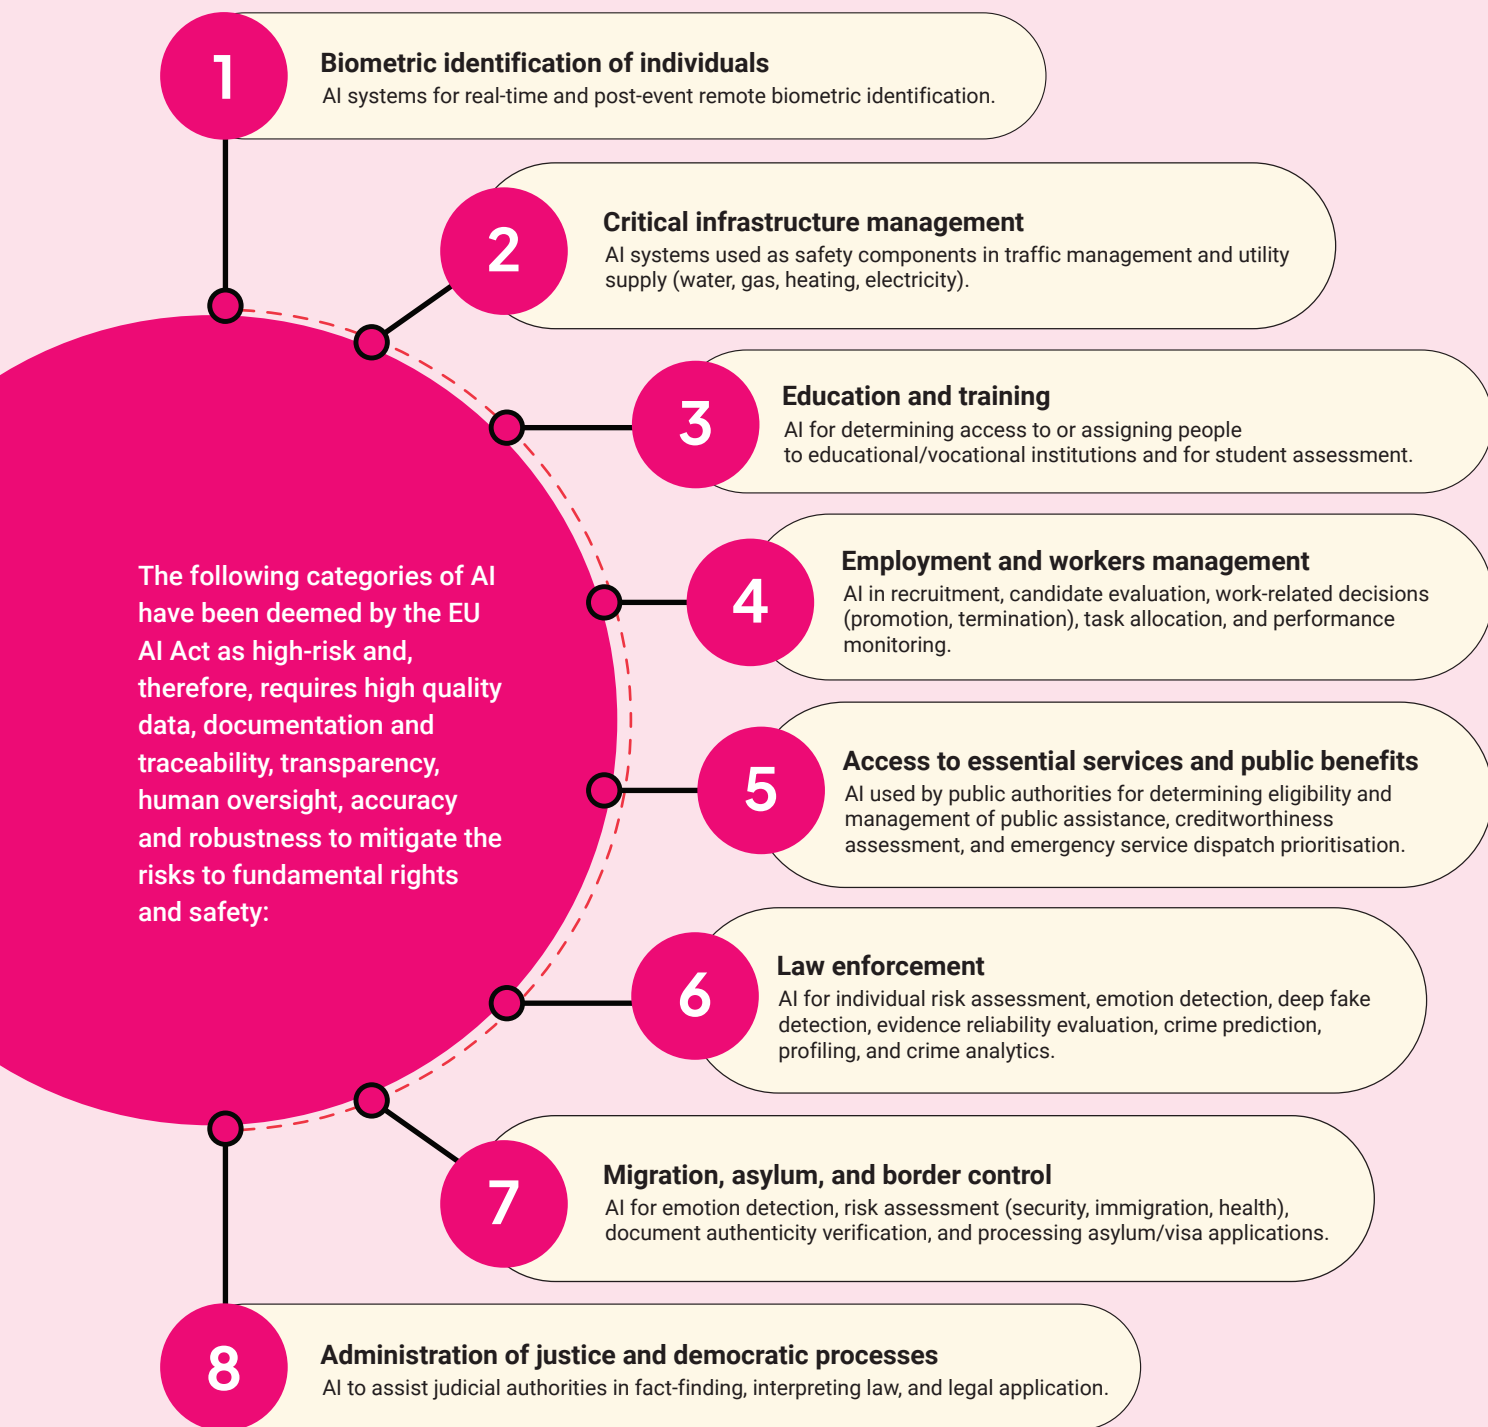 1
Biometric identification of individuals
AI systems for real-time and post-event remote biometric identification.
2
Critical infrastructure management
AI systems used as safety components in traffic management and utility
supply (water, gas, heating, electricity).
3
Education and training
AI for determining access to or assigning people
to educational/vocational institutions and for student assessment.
The following categories of AI
have been deemed by the EU
AI Act as high-risk and,
therefore, requires high quality
data, documentation and
traceability, transparency,
human oversight, accuracy
and robustness to mitigate the
risks to fundamental rights
and safety:
4
Employment and workers management
AI in recruitment, candidate evaluation, work-related decisions
(promotion, termination), task allocation, and performance
monitoring.
5
Access to essential services and public benefits
AI used by public authorities for determining eligibility and
management of public assistance, creditworthiness
assessment, and emergency service dispatch prioritisation.
6
Law enforcement
AI for individual risk assessment, emotion detection, deep fake
detection, evidence reliability evaluation, crime prediction,
profiling, and crime analytics.
7
Migration, asylum, and border control
AI for emotion detection, risk assessment (security, immigration, health),
document authenticity verification, and processing asylum/visa applications.
8
Administration of justice and democratic processes
AI to assist judicial authorities in fact-finding, interpreting law, and legal application.